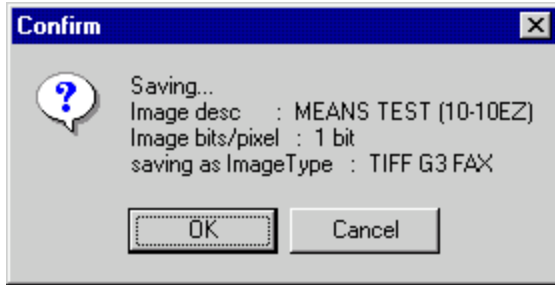 Confirm
Saving...
Image desc : MEANS TEST (10-10EZ)
Image bits/pixel : 1 bit
saving as ImageType : TIFF G3 FAX
OK Cancel